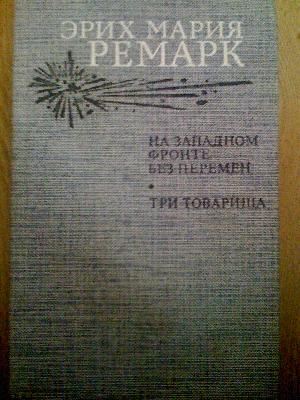 ЭРИХ МАРИЯ
РЕМАРК
НА ЗАПАДНОМ
ФРОНТЕ
БЕЗ ПЕРЕМЕН
•
ТРИ ТОВАРИЩА